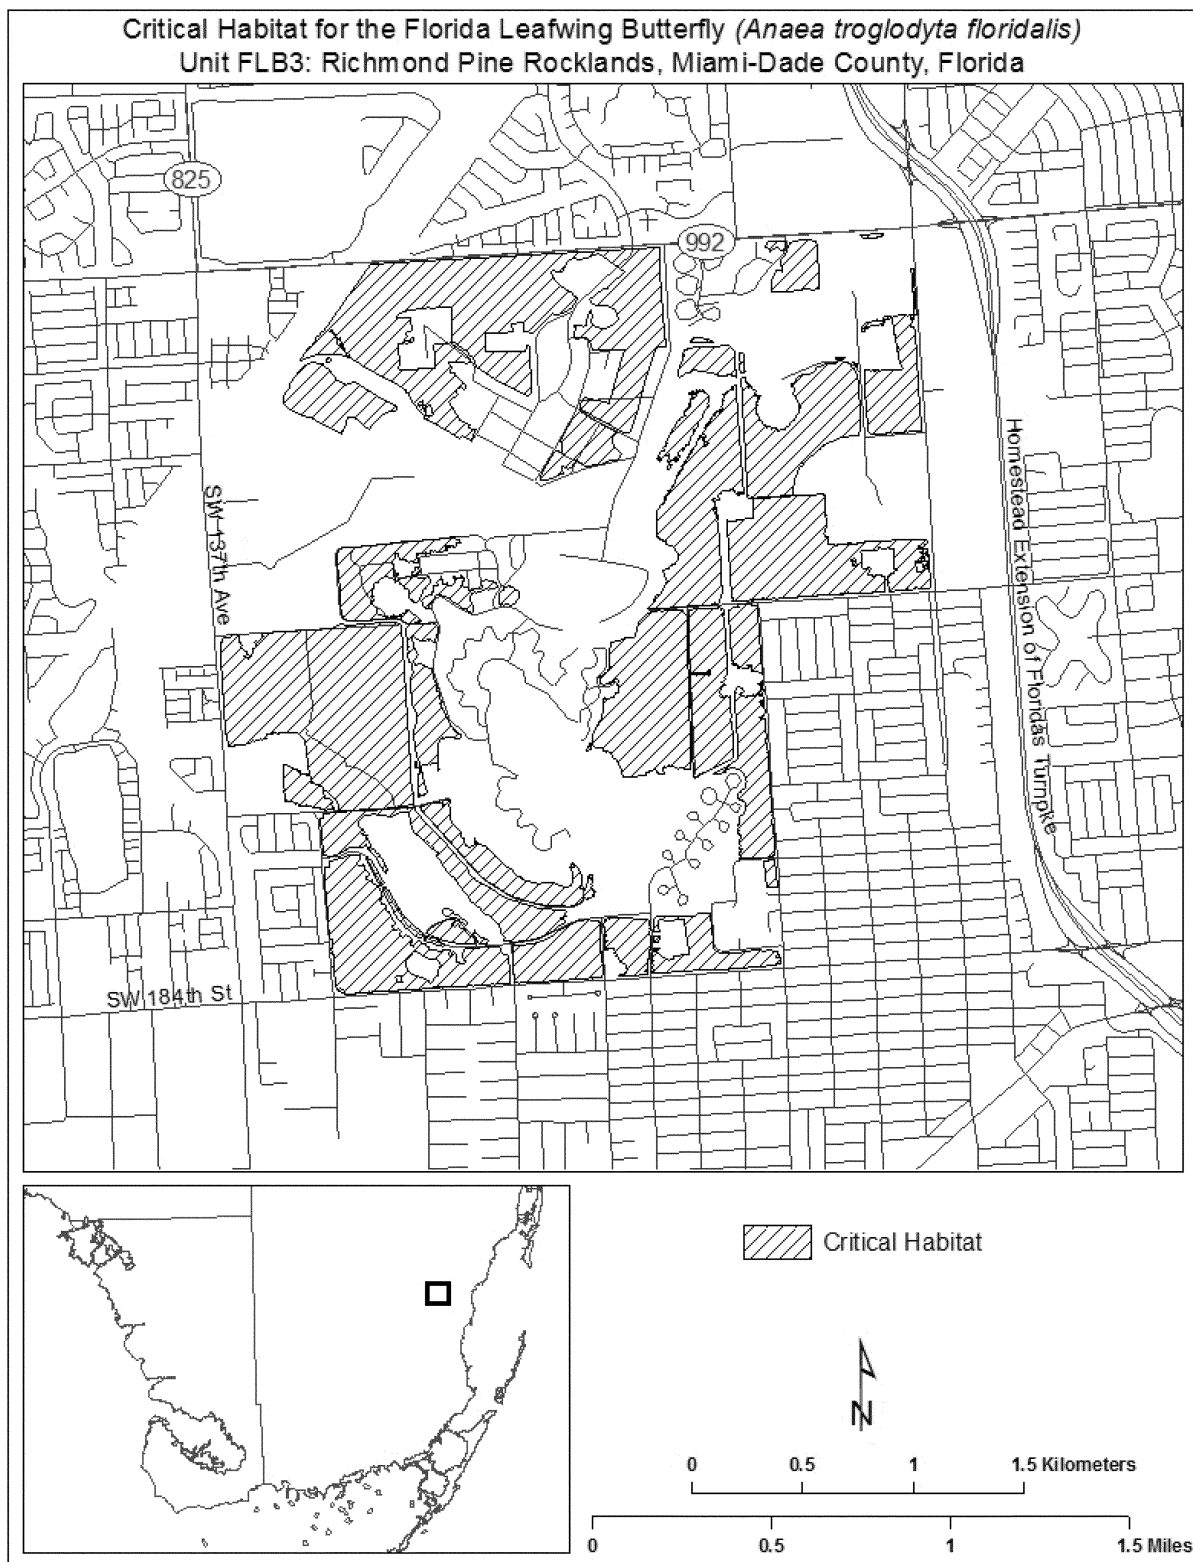 Critical Habitat for the Florida Leafwing Butterfly (Anaea troglodyta floridalis)
Unit FLB3: Richmond Pine Rocklands, Miami-Dade County, Florida
825
992
SW 137th Ave
Homestead Extension of Floridas Turnpke
SW 184th St
Critical Habitat
N
0 0.5 1 1.5 Kilometers
0 0.5 1 1.5 Miles